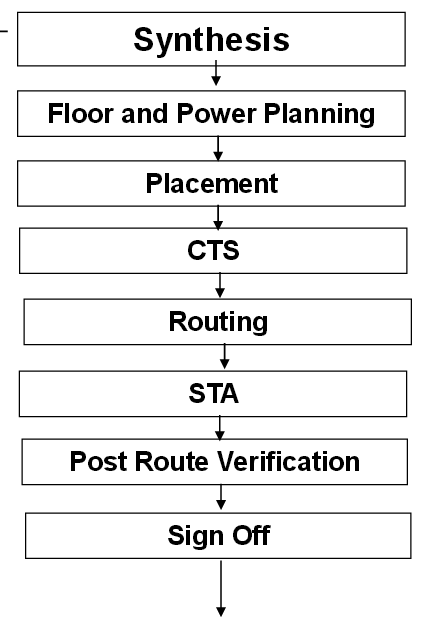 Synthesis
Floor and Power Planning
Placement
CTS
Routing
STA
Post Route Verification
Sign Off